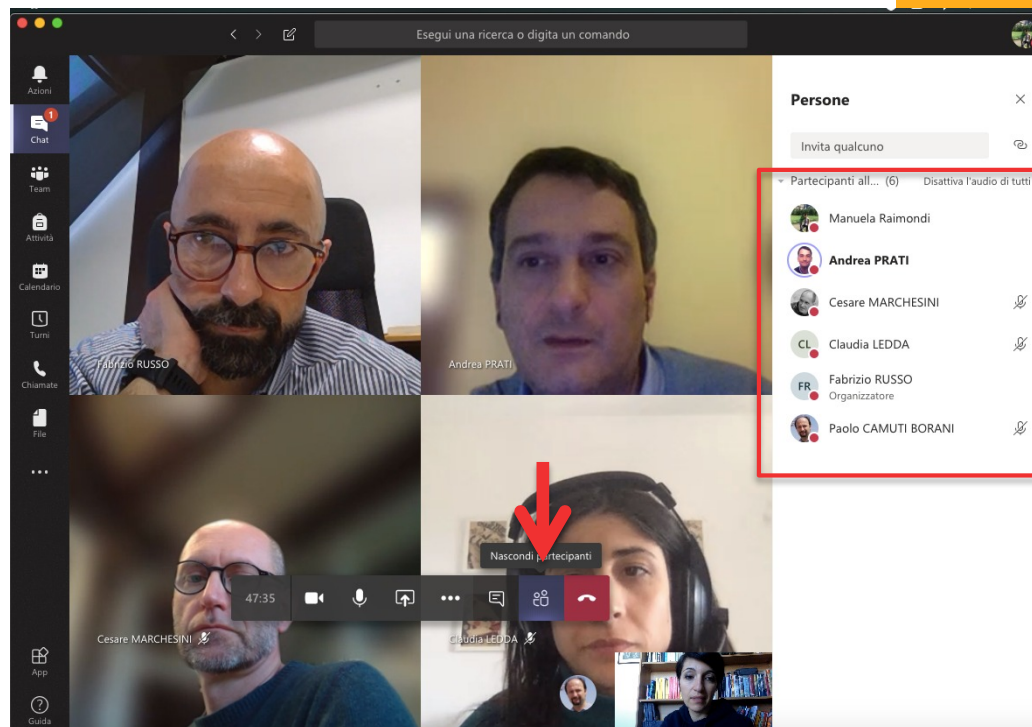 Esegui una ricerca o digita un comando
Azioni
1
Chat
Team
Attività
Calendario
Turni
Chiamate
File
App
Guida
Fabrizio RUSSO
Andrea PRATI
Nascondi partecipanti
47:35
Cesare MARCHESINI
Claudia LEDDA
Persone
Invita qualcuno
Partecipanti all... (6) Disattiva l'audio di tutti
Manuela Raimondi
Andrea PRATI
Cesare MARCHESINI
CL Claudia LEDDA
FR Fabrizio RUSSO
Organizzatore
Paolo CAMUTI BORANI